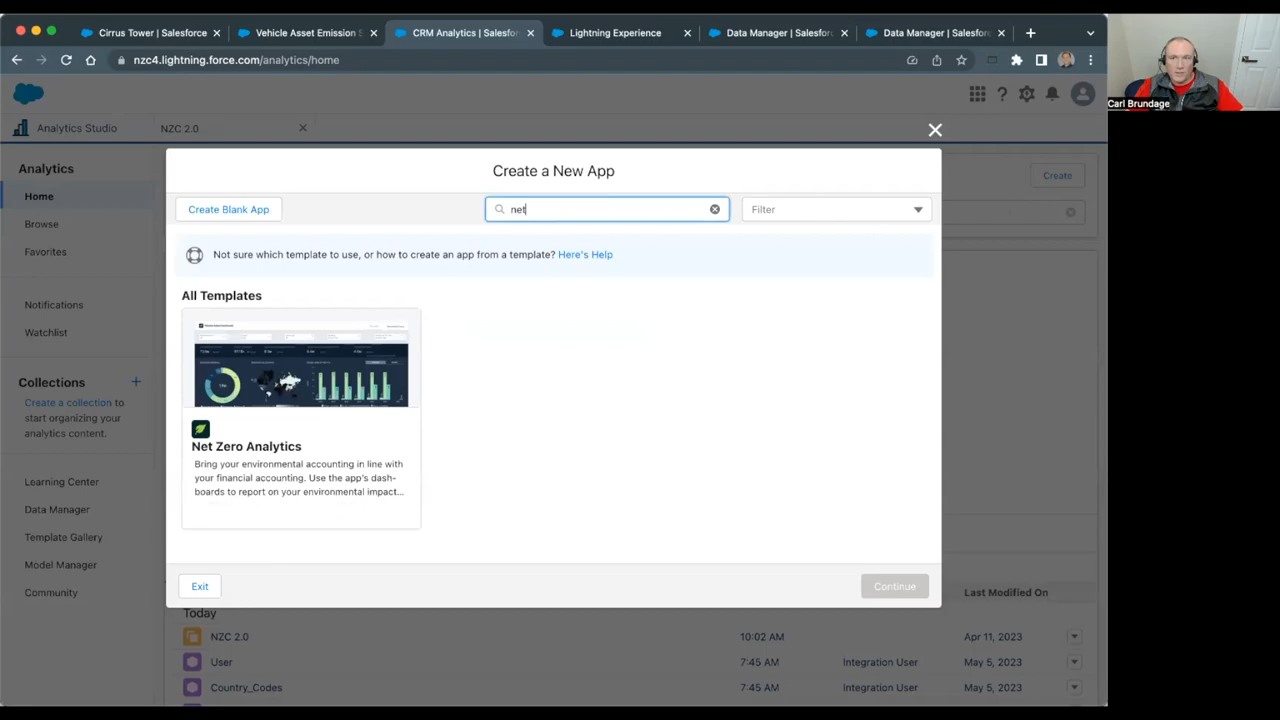 Cirrus Tower | Salesforce
Vehicle Asset Emission S
CRM Analytics | Salesfor
Lightning Experience
Data Manager | Salesforc
Data Manager | Salesforc
nzc4.lightning.force.com/analytics/home
Carl Brundage
Analytics Studio
NZC 2.0
Analytics
Home
Browse
Favorites
Notifications
Watchlist
Collections
Create a collection to
start organizing your
analytics content.
Learning Center
Data Manager
Template Gallery
Model Manager
Community
Create
Create a New App
Create Blank App
net
Filter
Not sure which template to use, or how to create an app from a template? Here's Help
All Templates
Net Zero Analytics
Bring your environmental accounting in line with
your financial accounting. Use the app's dash-
boards to report on your environmental impact...
Exit
Continue
Last Modified On
Today
NZC 2.0
10:02 AM
Apr 11, 2023
User
7:45 AM
Integration User
May 5, 2023
Country_Codes
7:45 AM
Integration User
May 5, 2023